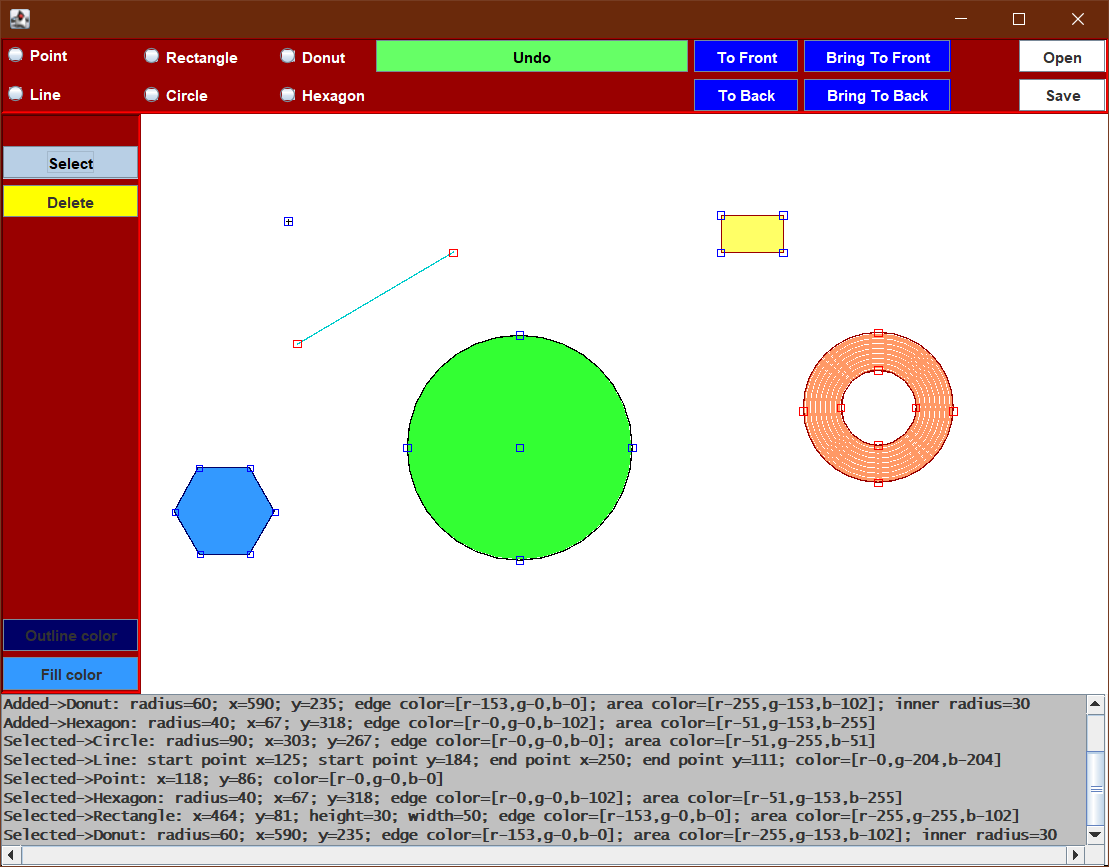 Point
Rectangle
Donut
Undo
To Front
Bring To Front
Open
Line
Circle
Hexagon
To Back
Bring To Back
Save
Select
Delete
Outline color
Fill color
Added->Donut: radius=60; x=590; y=235; edge color=[r-153,g-0,b-0]; area color=[r-255,g-153,b-102]; inner radius=30
Added->Hexagon: radius=40; x=67; y=318; edge color=[r-0,g-0,b-102]; area color=[r-51,g-153,b-255]
Selected->Circle: radius=90; x=303; y=267; edge color=[r-0,g-0,b-0]; area color=[r-51,g-255,b-51]
Selected->Line: start point x=125; start point y=184; end point x=250; end point y=111; color=[r-0,g-204,b-204]
Selected->Point: x=118; y=86; color=[r-0,g-0,b-0]
Selected->Hexagon: radius=40; x=67; y=318; edge color=[r-0,g-0,b-102]; area color=[r-51,g-153,b-255]
Selected->Rectangle: x=464; y=81; height=30; width=50; edge color=[r-153,g-0,b-0]; area color=[r-255,g-255,b-102]
Selected->Donut: radius=60; x=590; y=235; edge color=[r-153,g-0,b-0]; area color=[r-255,g-153,b-102]; inner radius=30